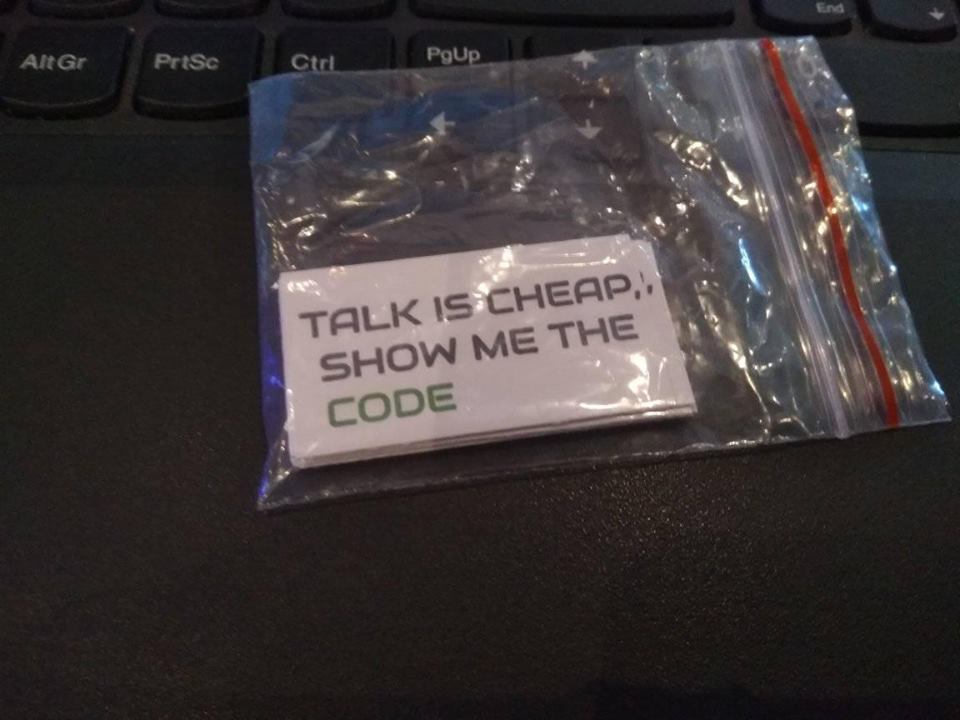 End
AltGr PrtSc Ctrl PgUp
TALK IS CHEAP,
SHOW ME THE
CODE